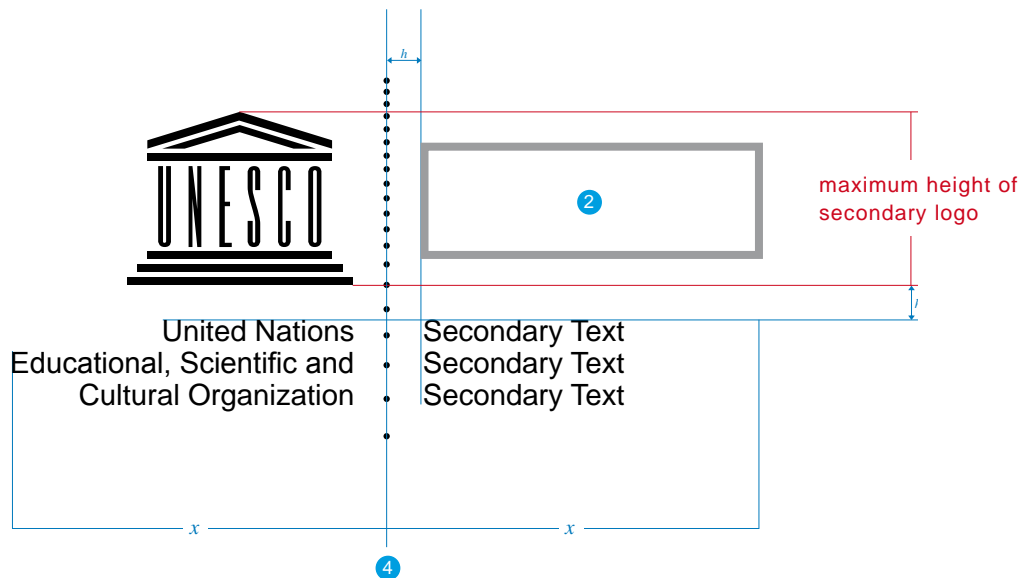 h
UNESCO
2
maximum height of
secondary logo
United Nations
Educational, Scientific and
Cultural Organization
Secondary Text
Secondary Text
Secondary Text
x
x
4